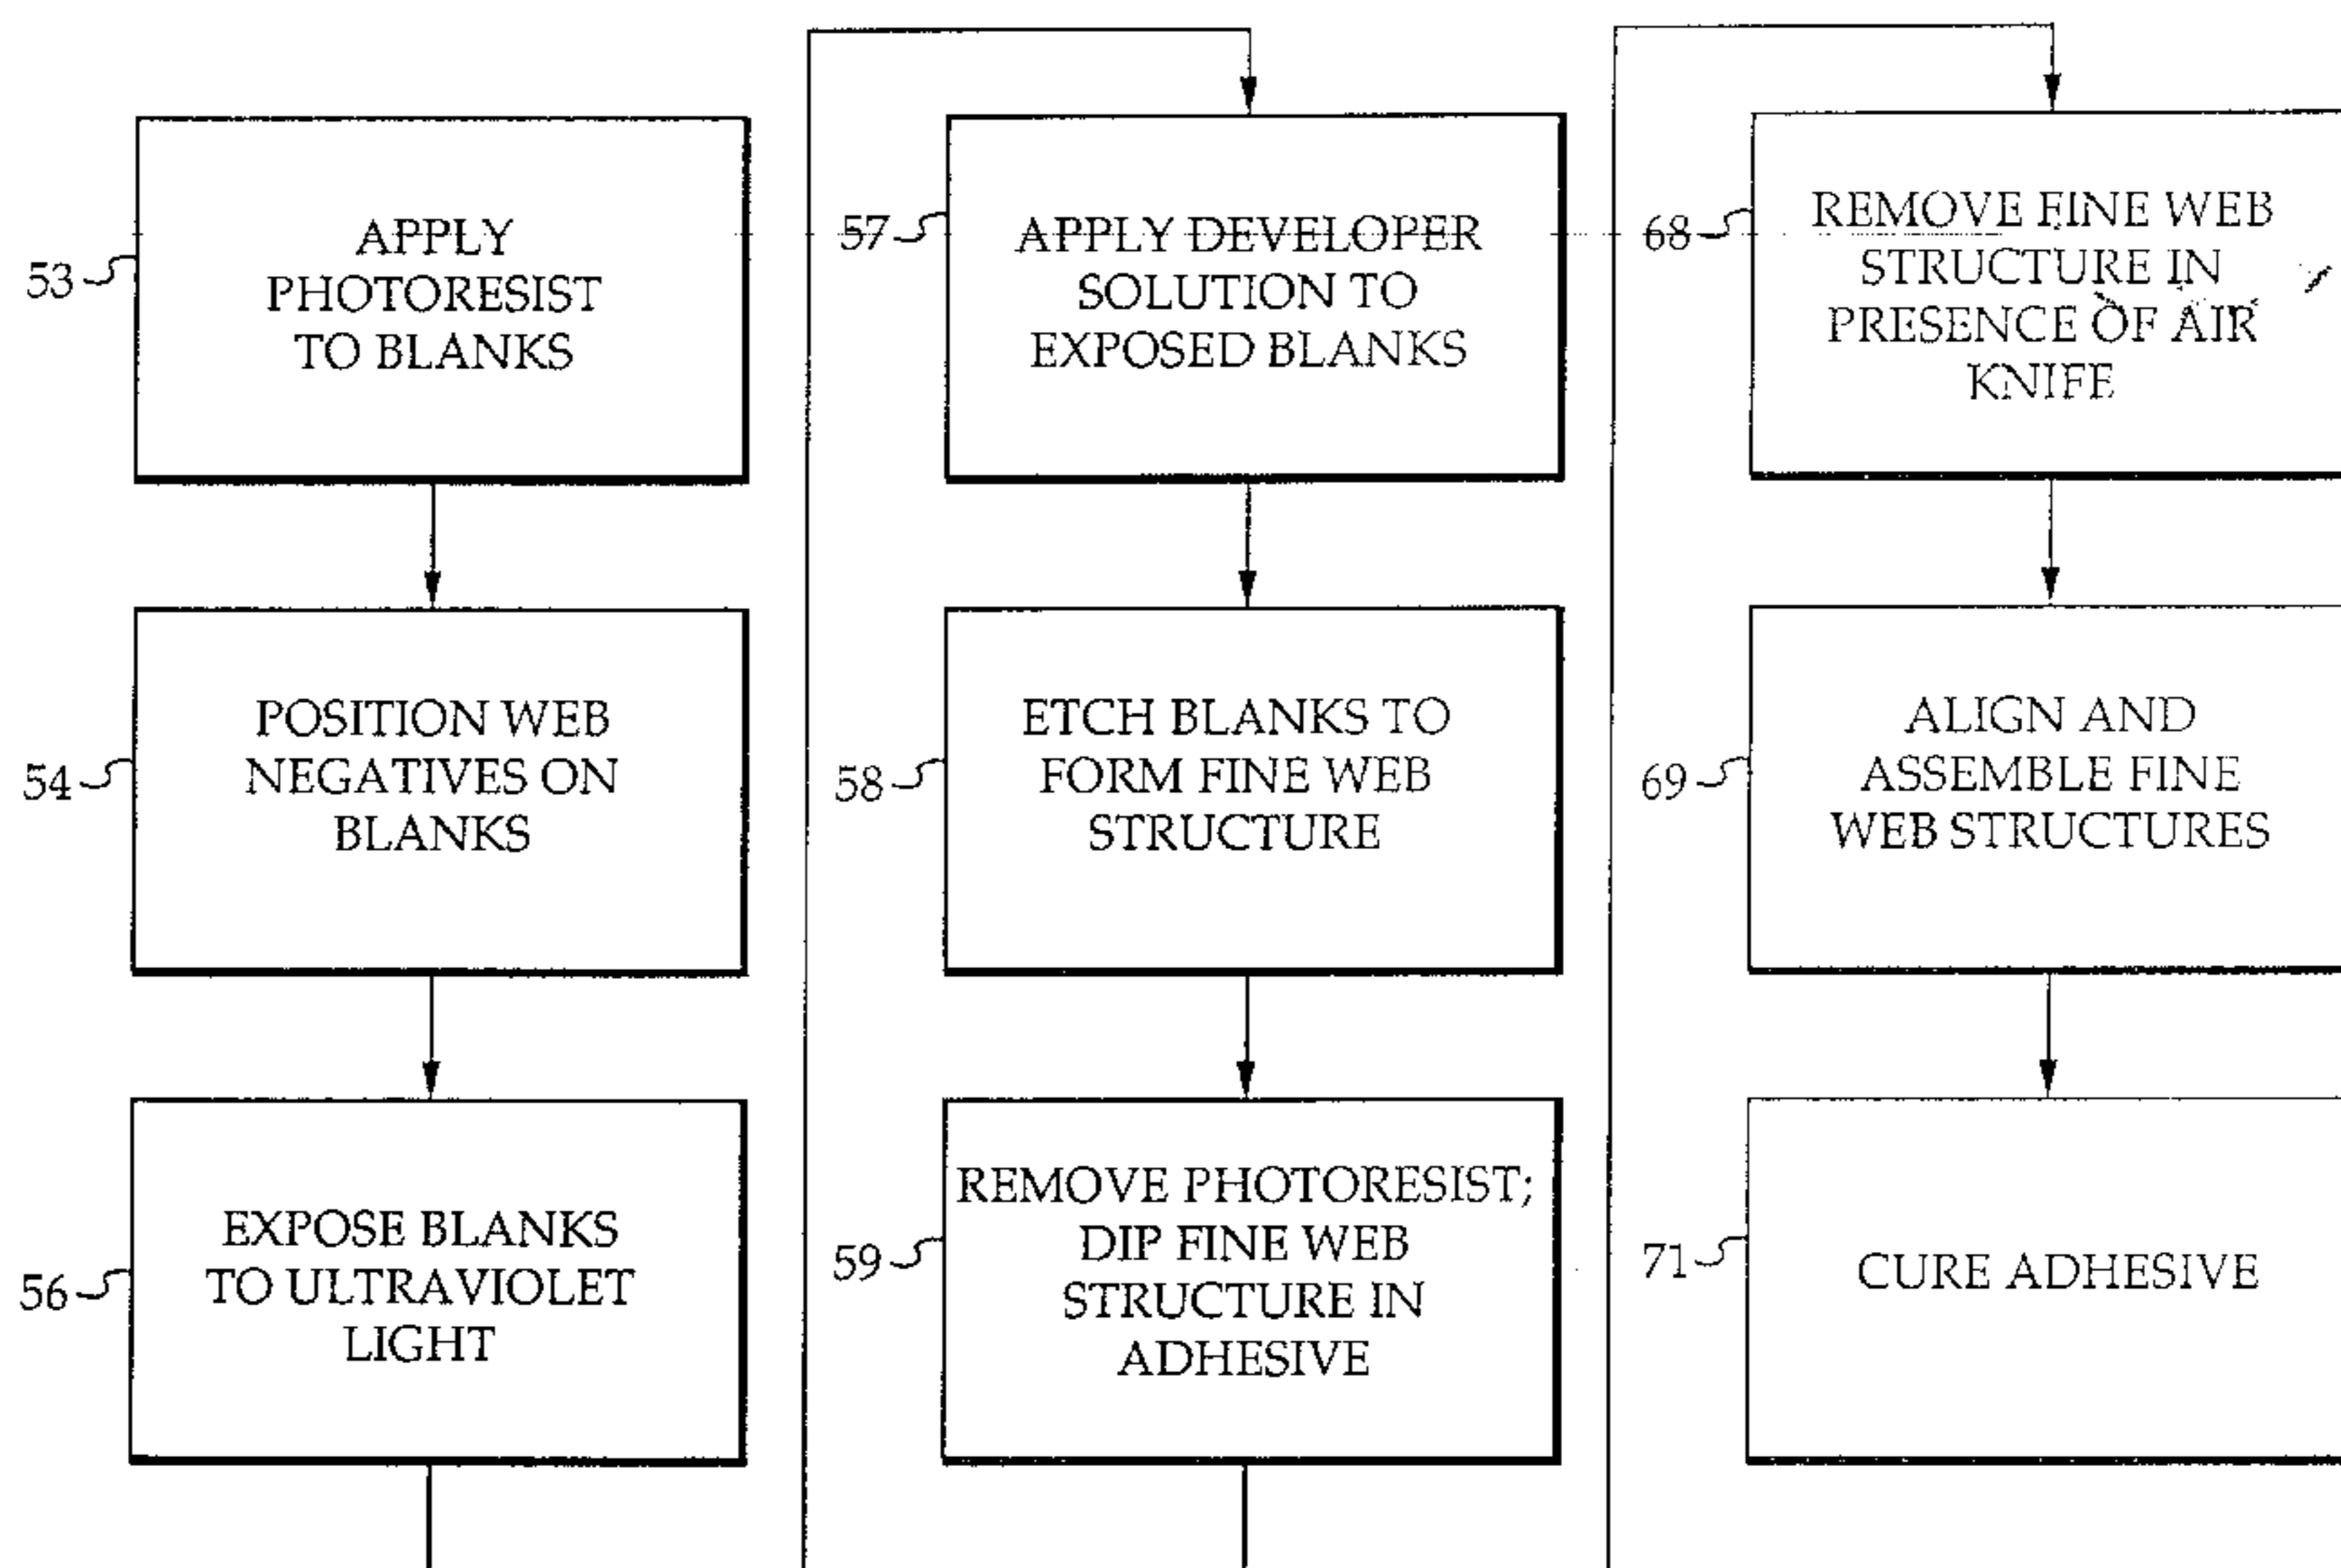 53
APPLY
PHOTORESIST
TO BLANKS
54
POSITION WEB
NEGATIVES ON
BLANKS
56
EXPOSE BLANKS
TO ULTRAVIOLET
LIGHT
57
APPLY DEVELOPER
SOLUTION TO
EXPOSED BLANKS
58
ETCH BLANKS TO
FORM FINE WEB
STRUCTURE
59
REMOVE PHOTORESIST;
DIP FINE WEB
STRUCTURE IN
ADHESIVE
68
REMOVE FINE WEB
STRUCTURE IN
PRESENCE OF AIR
KNIFE
69
ALIGN AND
ASSEMBLE FINE
WEB STRUCTURES
71
CURE ADHESIVE